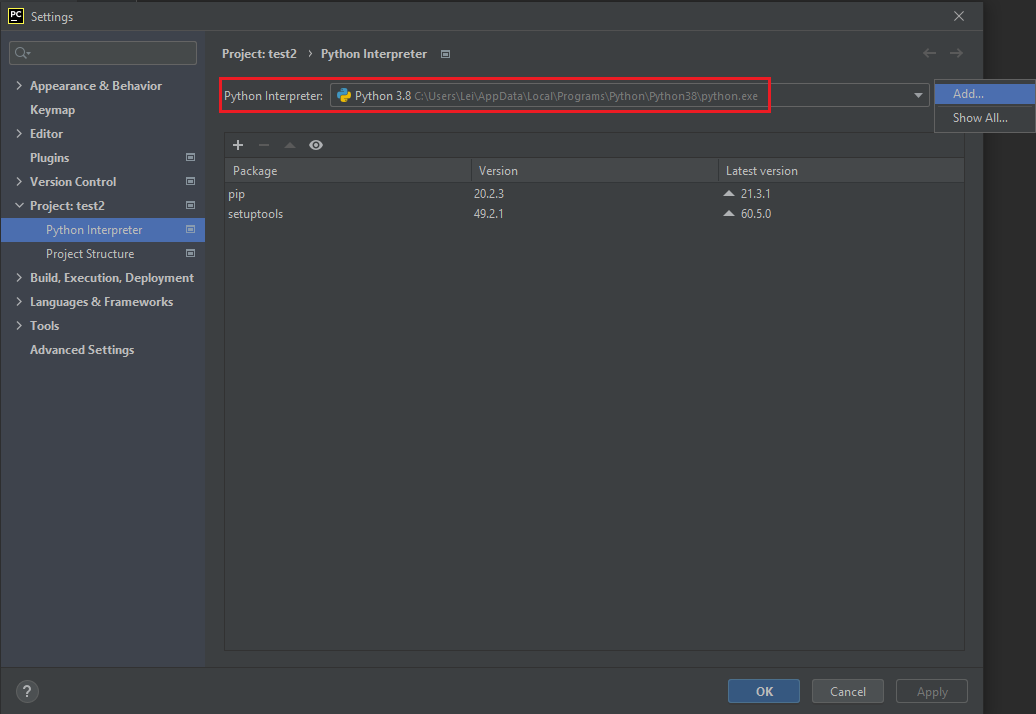 PC Settings
Project: test2 › Python Interpreter
Python Interpreter: Python 3.8 C:\Users\Lei\AppData\Local\Programs\Python\Python38\python.exe
Add...
Show All...
Appearance & Behavior
Keymap
Editor
Plugins
Version Control
Project: test2
Python Interpreter
Project Structure
Build, Execution, Deployment
Languages & Frameworks
Tools
Advanced Settings
Package Version Latest version
pip 20.2.3 21.3.1
setuptools 49.2.1 60.5.0
? OK Cancel Apply